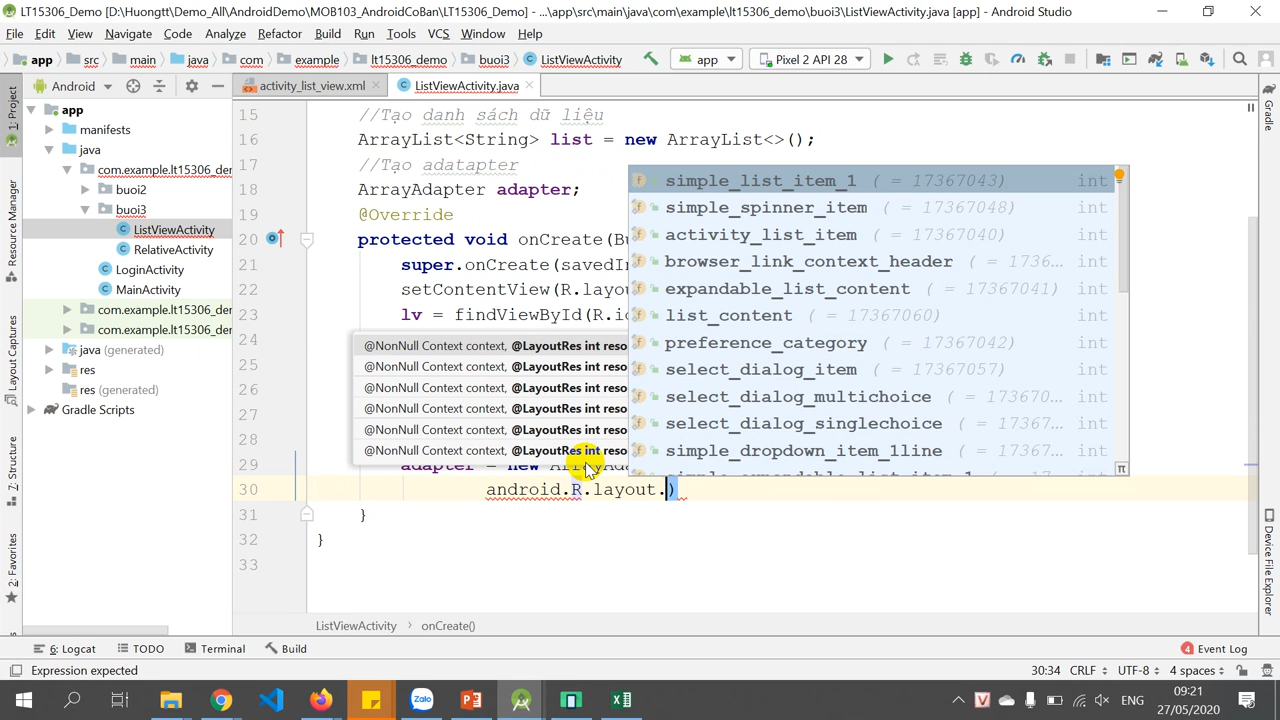 LT15306_Demo [D:\Huongtt\Demo_All\AndroidDemo\MOB103_AndroidCoBan\LT15306_Demo] - ...\app\src\main\java\com\example\lt15306_demo\buoi3\ListViewActivity.java [app] - Android Studio
File Edit View Navigate Code Analyze Refactor Build Run Tools VCS Window Help
app src main java com example lt15306_demo buoi3 ListViewActivity app Pixel 2 API 28
Android activity_list_view.xml ListViewActivity.java
1: Project
Resource Manager
Layout Captures
7: Structure
2: Favorites
app
manifests
java
com.example.lt15306_demo
buoi2
buoi3
ListViewActivity
RelativeActivity
LoginActivity
MainActivity
com.example.lt15306_de
com.example.lt15306_de
java (generated)
res
res (generated)
Gradle Scripts
15 //Tạo danh sách dữ liệu
16 ArrayList<String> list = new ArrayList<>();
17 //Tạo adatapter
18 ArrayAdapter adapter;
19 @Override
20 protected void onCreate(Bu
21 super.onCreate(savedIn
22 setContentView(R.layou
23 lv = findViewById(R.id
24
25
26
27
28
29 adapter = new ArrayAda
30 android.R.layout.)
31 }
32 }
33
@NonNull Context context, @LayoutRes int reso
@NonNull Context context, @LayoutRes int reso
@NonNull Context context, @LayoutRes int reso
@NonNull Context context, @LayoutRes int reso
@NonNull Context context, @LayoutRes int reso
@NonNull Context context, @LayoutRes int reso
simple_list_item_1 ( = 17367043) int
simple_spinner_item ( = 17367048) int
activity_list_item ( = 17367040) int
browser_link_context_header ( = 1736... int
expandable_list_content ( = 17367041) int
list_content ( = 17367060) int
preference_category ( = 17367042) int
select_dialog_item ( = 17367057) int
select_dialog_multichoice ( = 173670... int
select_dialog_singlechoice ( = 17367... int
simple_dropdown_item_1line ( = 17367... int
π
Gradle
Device File Explorer
ListViewActivity onCreate()
6: Logcat TODO Terminal Build 4 Event Log
Expression expected 30:34 CRLF UTF-8 4 spaces
Zalo V ENG 09:21
27/05/2020